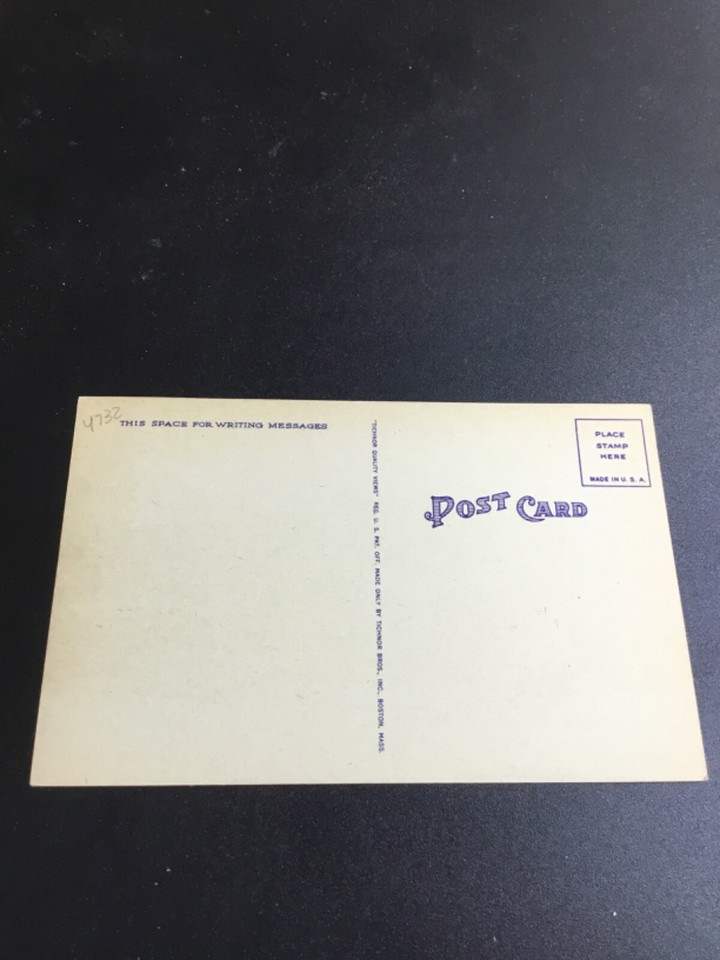 4732
THIS SPACE FOR WRITING MESSAGES
"TICHNOR QUALITY VIEWS" REG. U. S. PAT. OFF. MADE ONLY BY TICHNOR BROS., INC., BOSTON, MASS.
PLACE
STAMP
HERE
MADE IN U. S. A.
POST CARD